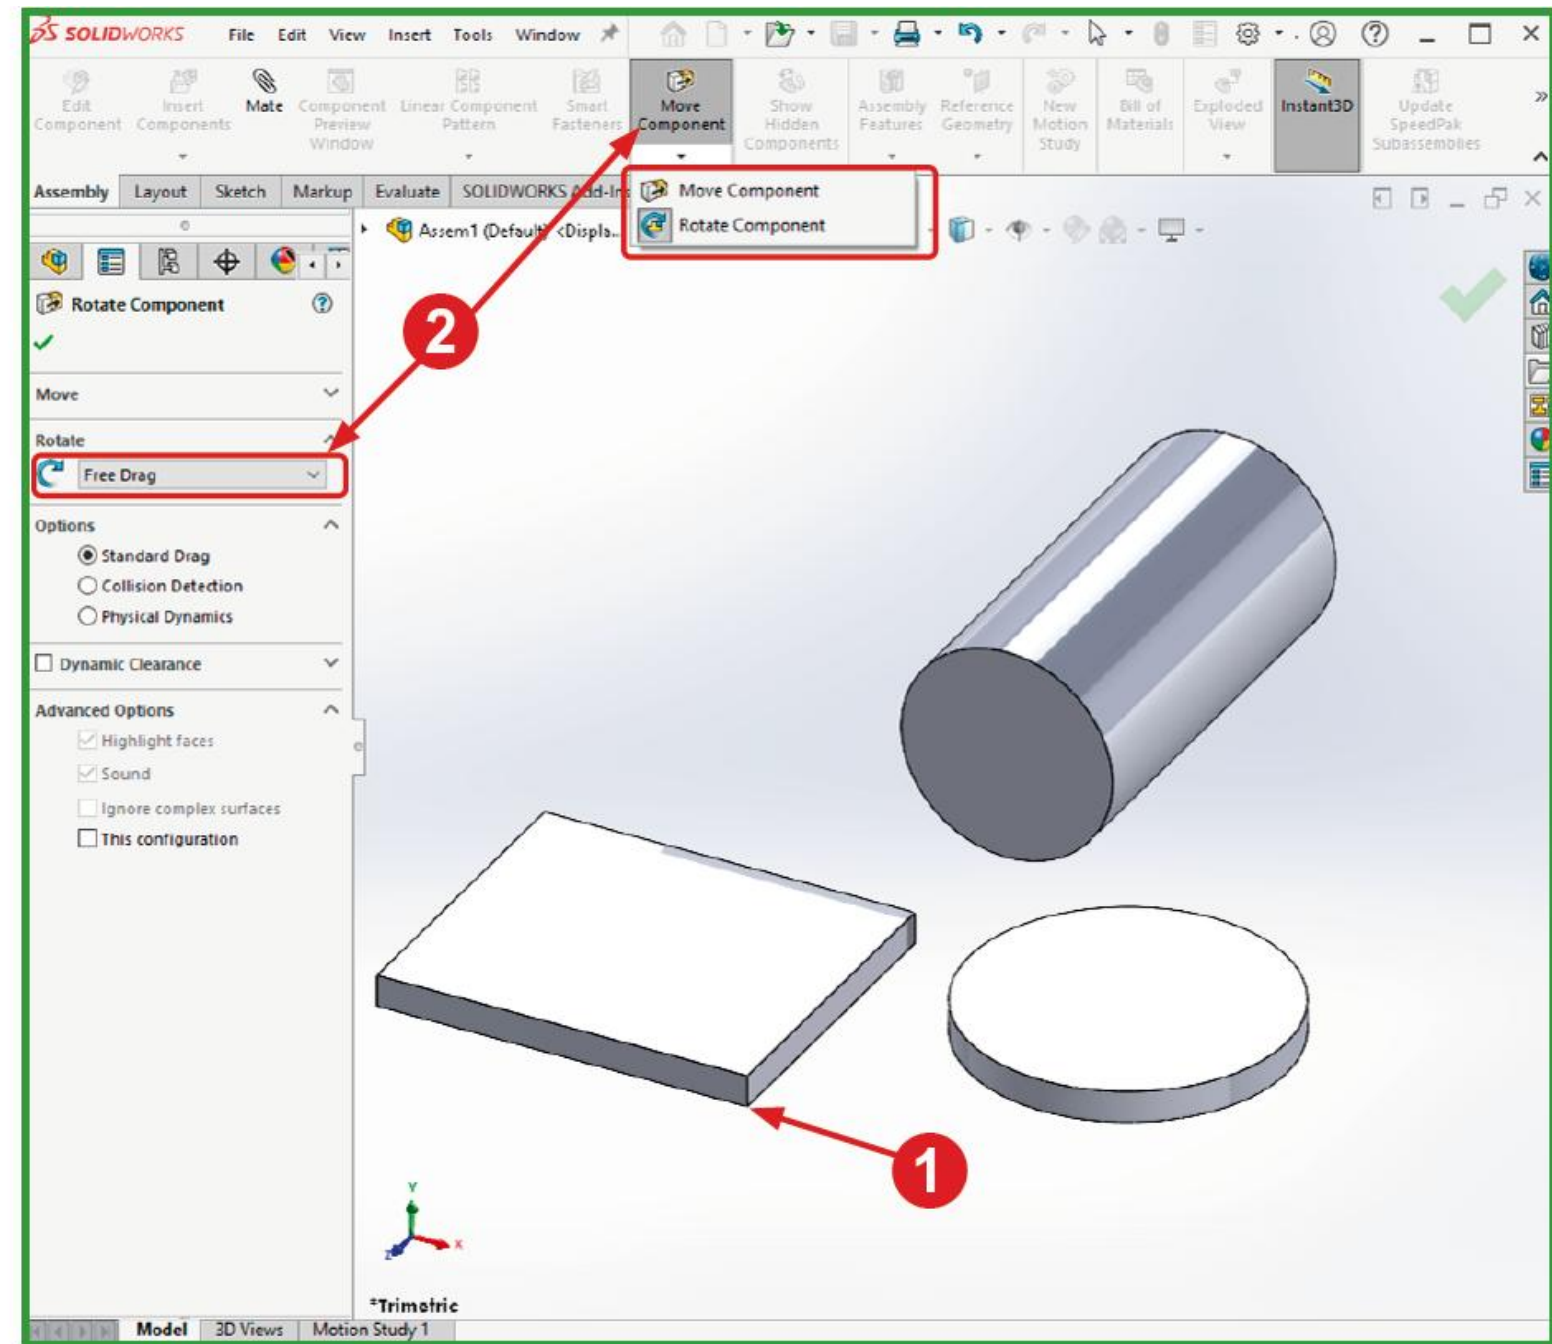 SOLIDWORKS File Edit View Insert Tools Window
Edit Component
Insert Components
Mate
Component Preview Window
Linear Component Pattern
Smart Fasteners
Move Component
Show Hidden Components
Assembly Features
Reference Geometry
New Motion Study
Bill of Materials
Exploded View
Instant3D
Update SpeedPak Subassemblies
Assembly Layout Sketch Markup Evaluate SOLIDWORKS Add-Ins
Move Component
Rotate Component
Assem1 (Default) <Displa...
Rotate Component
2
Move
Rotate
Free Drag
Options
Standard Drag
Collision Detection
Physical Dynamics
Dynamic Clearance
Advanced Options
Highlight faces
Sound
Ignore complex surfaces
This configuration
1
Y
X
Z
*Trimetric
Model 3D Views Motion Study 1